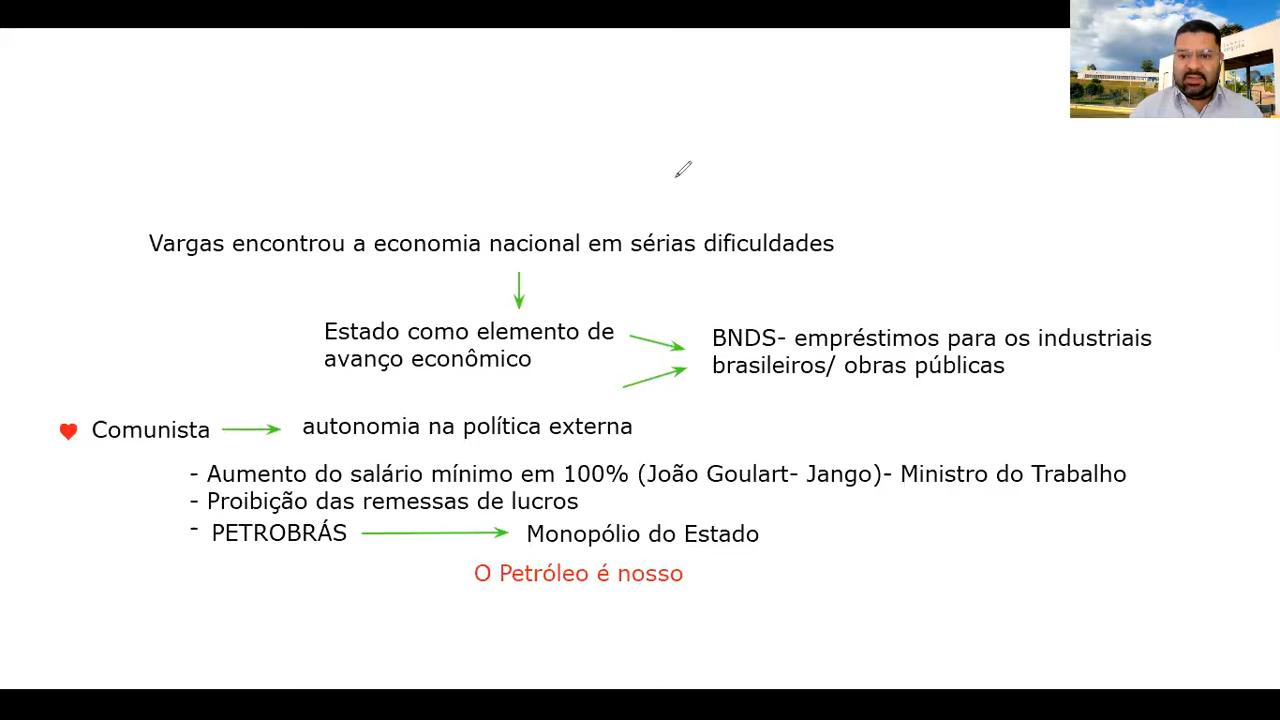 Vargas encontrou a economia nacional em sérias dificuldades
Estado como elemento de
avanço econômico
BNDS- empréstimos para os industriais
brasileiros/ obras públicas
Comunista
autonomia na política externa
- Aumento do salário mínimo em 100% (João Goulart- Jango)- Ministro do Trabalho
- Proibição das remessas de lucros
- PETROBRÁS
Monopólio do Estado
O Petróleo é nosso